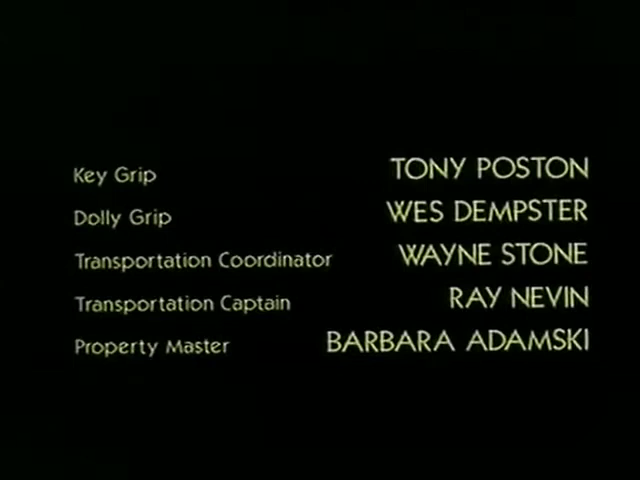 Key Grip TONY POSTON
Dolly Grip WES DEMPSTER
Transportation Coordinator WAYNE STONE
Transportation Captain RAY NEVIN
Property Master BARBARA ADAMSKI